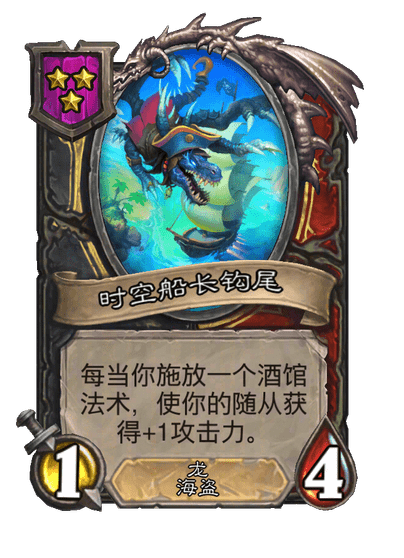 时空船长钩尾
每当你施放一个酒馆
法术，使你的随从获
得+1攻击力。
1
龙
海盗
4